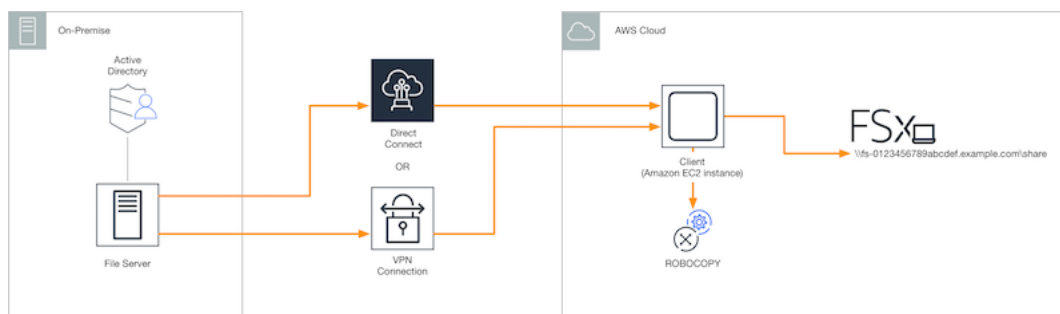 On-Premise
Active
Directory
File Server
Direct
Connect
OR
VPN
Connection
AWS Cloud
Client
(Amazon EC2 instance)
ROBOCOPY
FSx
\\fs-0123456789abcdef.example.com\share